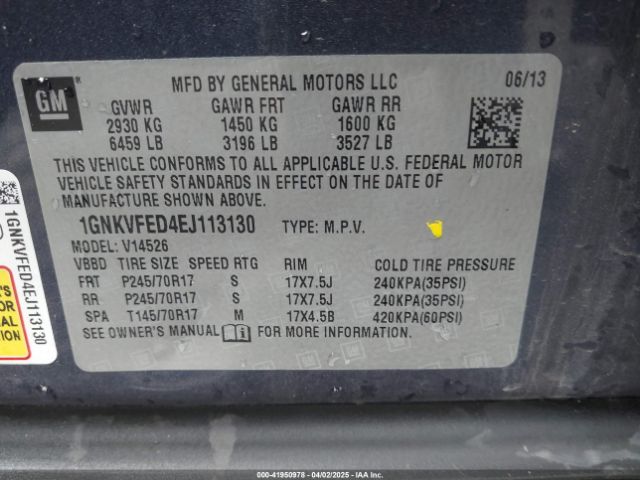 GM
MFD BY GENERAL MOTORS LLC 06/13
GVWR GAWR FRT GAWR RR
2930 KG 1450 KG 1600 KG
6459 LB 3196 LB 3527 LB
THIS VEHICLE CONFORMS TO ALL APPLICABLE U.S. FEDERAL MOTOR
VEHICLE SAFETY STANDARDS IN EFFECT ON THE DATE OF
MANUFACTURE SHOWN ABOVE.
1GNKVFED4EJ113130 TYPE: M.P.V.
MODEL: V14526
VBBD TIRE SIZE SPEED RTG RIM COLD TIRE PRESSURE
FRT P245/70R17 S 17X7.5J 240KPA(35PSI)
RR P245/70R17 S 17X7.5J 240KPA(35PSI)
SPA T145/70R17 M 17X4.5B 420KPA(60PSI)
SEE OWNER'S MANUAL FOR MORE INFORMATION.
1GNKVFED4EJ113130
000-41950978 - 04/02/2025 - IAAI.CA